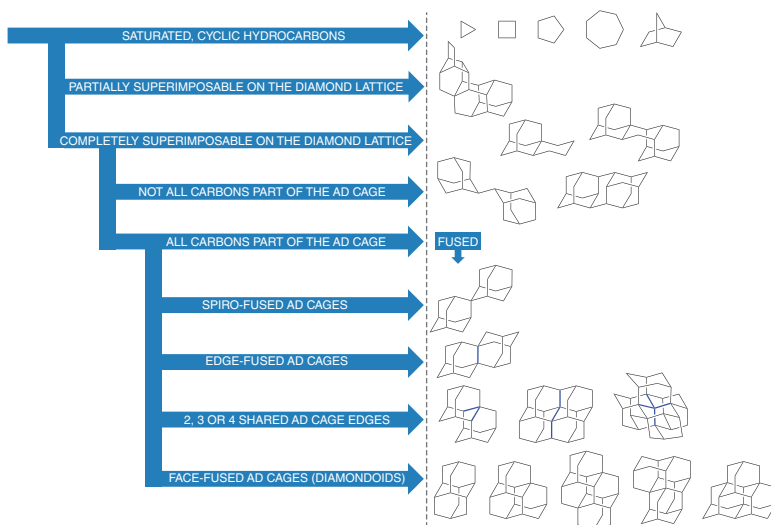 SATURATED, CYCLIC HYDROCARBONS
PARTIALLY SUPERIMPOSABLE ON THE DIAMOND LATTICE
COMPLETELY SUPERIMPOSABLE ON THE DIAMOND LATTICE
NOT ALL CARBONS PART OF THE AD CAGE
ALL CARBONS PART OF THE AD CAGE
FUSED
SPIRO-FUSED AD CAGES
EDGE-FUSED AD CAGES
2, 3 OR 4 SHARED AD CAGE EDGES
FACE-FUSED AD CAGES (DIAMONDOIDS)